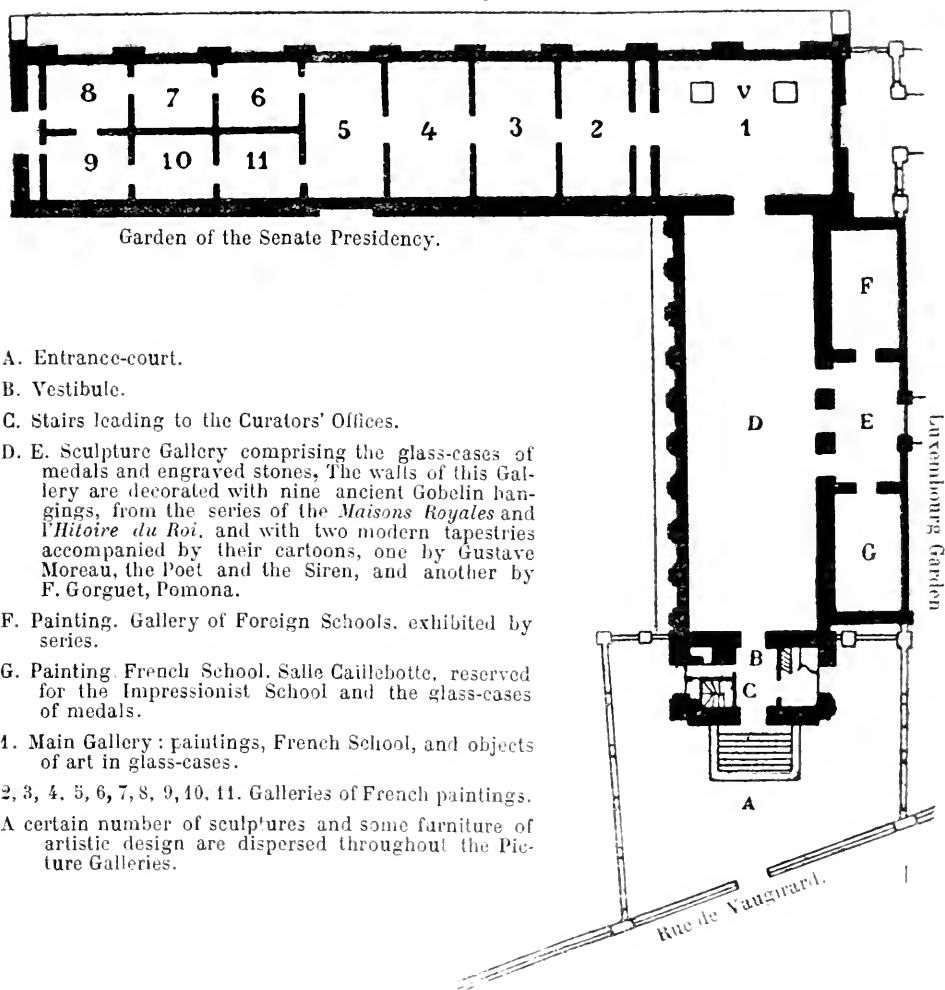 8
7
6
5
4
3
2
V
1
9
10
11
Garden of the Senate Presidency.
F
E
D
G
Luxembourg Garden
B
C
A
Rue de Vaugirard.
A. Entrance-court.
B. Vestibule.
C. Stairs leading to the Curators' Offices.
D. E. Sculpture Gallery comprising the glass-cases of
medals and engraved stones, The walls of this Gal-
lery are decorated with nine ancient Gobelin han-
gings, from the series of the Maisons Royales and
l'Hitoire du Roi. and with two modern tapestries
accompanied by their cartoons, one by Gustave
Moreau, the Poet and the Siren, and another by
F. Gorguet, Pomona.
F. Painting. Gallery of Foreign Schools. exhibited by
series.
G. Painting French School. Salle Caillebotte, reserved
for the Impressionist School and the glass-cases
of medals.
1. Main Gallery : paintings, French School, and objects
of art in glass-cases.
2, 3, 4. 5, 6, 7, 8, 9, 10, 11. Galleries of French paintings.
A certain number of sculptures and some furniture of
artistic design are dispersed throughout the Pic-
ture Galleries.